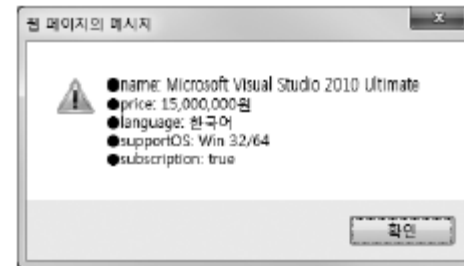 웹 페이지의 메시지
●name: Microsoft Visual Studio 2010 Ultimate
●price: 15,000,000원
●language: 한국어
●supportOS: Win 32/64
●subscription: true
확인